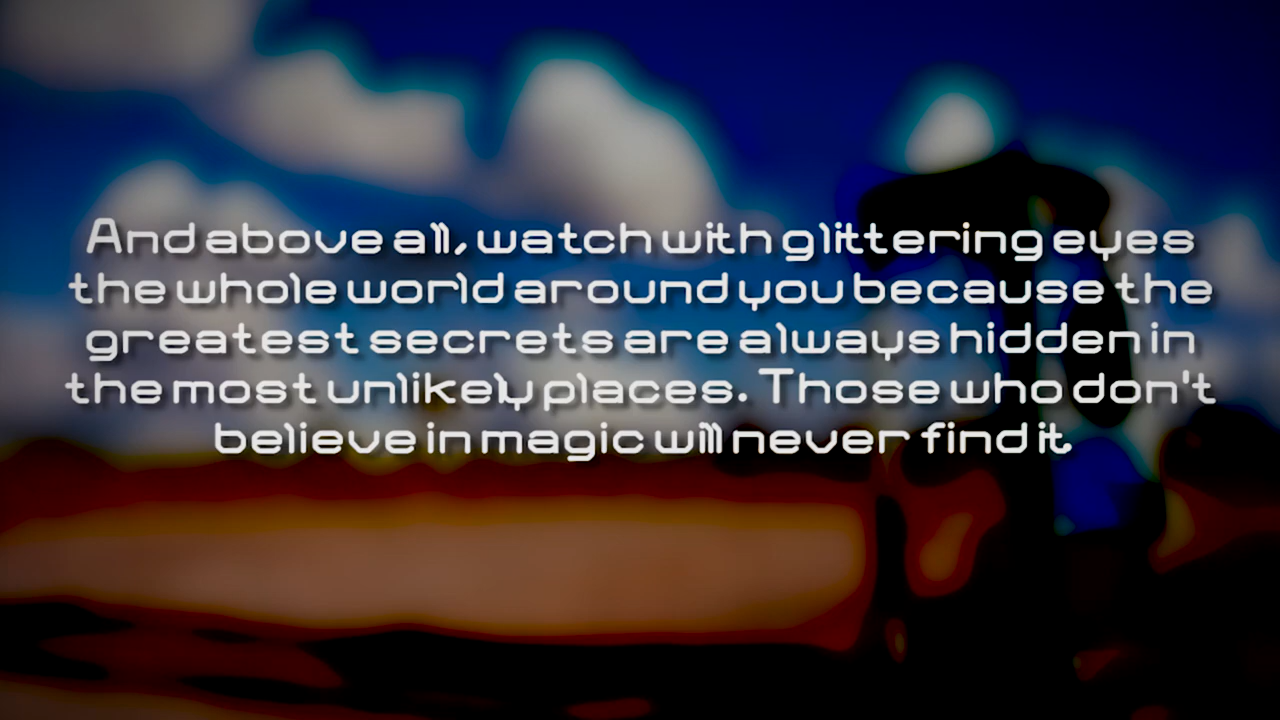 And above all, watch with glittering eyes
the whole world around you because the
greatest secrets are always hidden in
the most unlikely places. Those who don't
believe in magic will never find it.